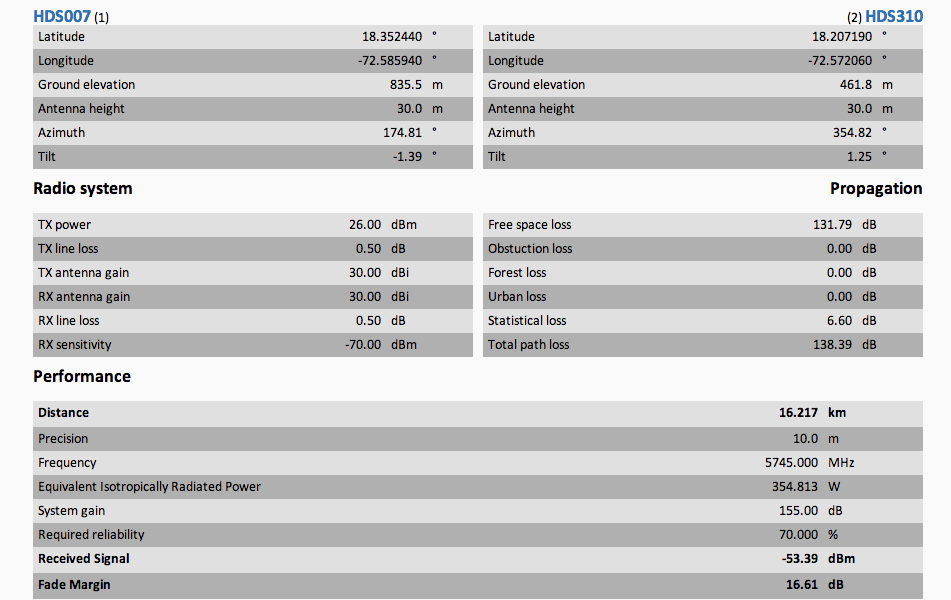 HDS007 (1) (2) HDS310
Latitude 18.352440 ° Latitude 18.207190 °
Longitude -72.585940 ° Longitude -72.572060 °
Ground elevation 835.5 m Ground elevation 461.8 m
Antenna height 30.0 m Antenna height 30.0 m
Azimuth 174.81 ° Azimuth 354.82 °
Tilt -1.39 ° Tilt 1.25 °
Radio system Propagation
TX power 26.00 dBm Free space loss 131.79 dB
TX line loss 0.50 dB Obstuction loss 0.00 dB
TX antenna gain 30.00 dBi Forest loss 0.00 dB
RX antenna gain 30.00 dBi Urban loss 0.00 dB
RX line loss 0.50 dB Statistical loss 6.60 dB
RX sensitivity -70.00 dBm Total path loss 138.39 dB
Performance
Distance 16.217 km
Precision 10.0 m
Frequency 5745.000 MHz
Equivalent Isotropically Radiated Power 354.813 W
System gain 155.00 dB
Required reliability 70.000 %
Received Signal -53.39 dBm
Fade Margin 16.61 dB